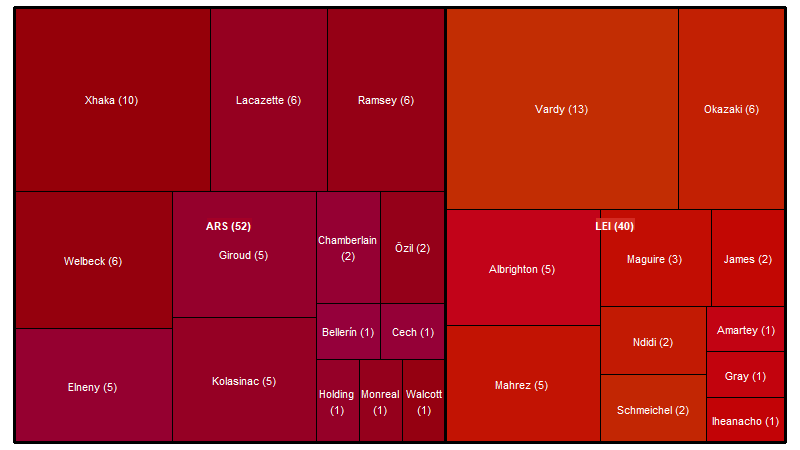 Xhaka (10)
Lacazette (6)
Ramsey (6)
Vardy (13)
Okazaki (6)
ARS (52)
LEI (40)
Welbeck (6)
Giroud (5)
Chamberlain
(2)
Özil (2)
Albrighton (5)
Maguire (3)
James (2)
Bellerín (1)
Cech (1)
Elneny (5)
Kolasinac (5)
Holding
(1)
Monreal
(1)
Walcott
(1)
Mahrez (5)
Ndidi (2)
Schmeichel (2)
Amartey (1)
Gray (1)
Iheanacho (1)